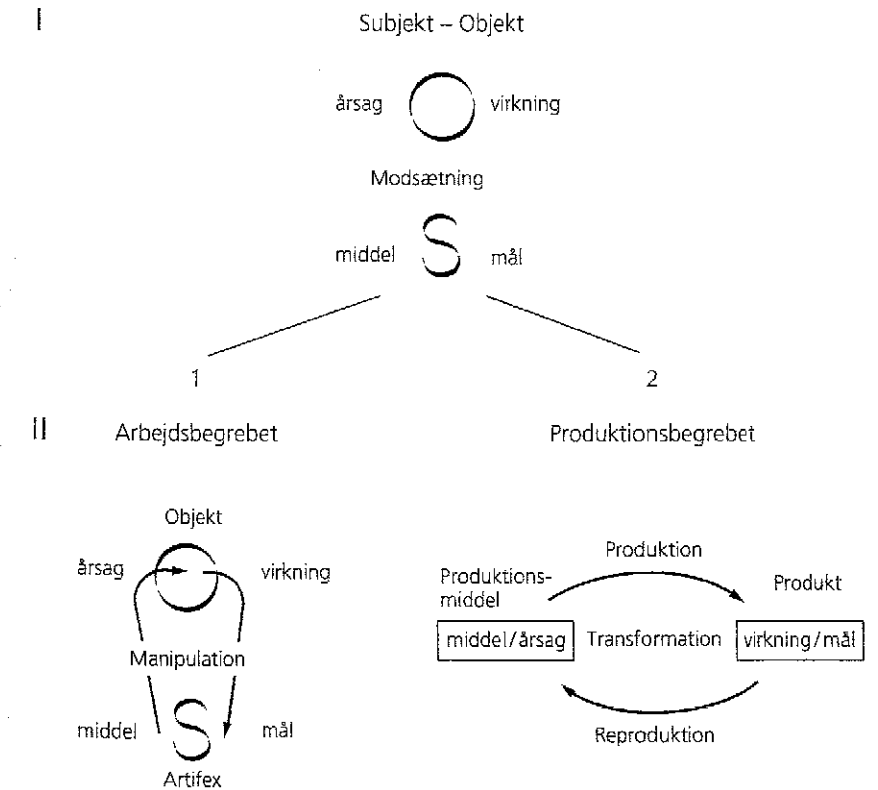 I
Subjekt – Objekt
årsag
virkning
Modsætning
middel
S
mål
1
2
II
Arbejdsbegrebet
Produktionsbegrebet
Objekt
årsag
virkning
Manipulation
middel
S
mål
Artifex
Produktion
Produktions-
middel
Produkt
middel/årsag
Transformation
virkning/mål
Reproduktion